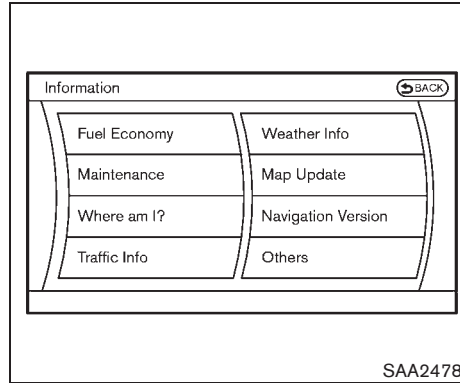 Information
BACK
Fuel Economy
Maintenance
Where am I?
Traffic Info
Weather Info
Map Update
Navigation Version
Others
SAA2478